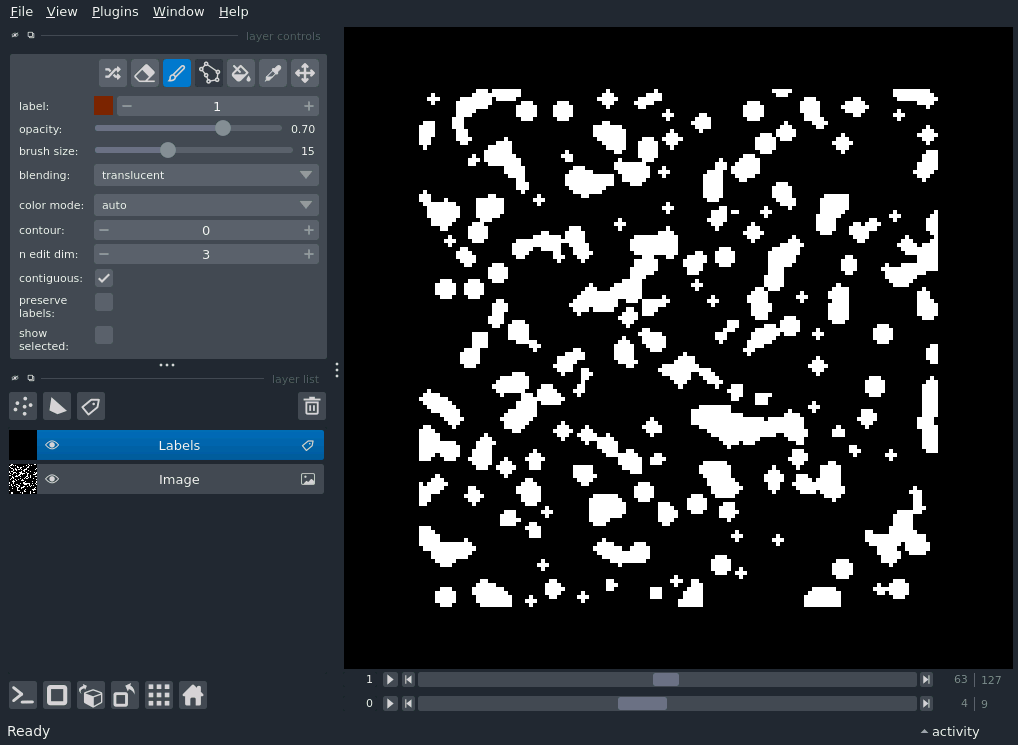 File View Plugins Window Help
layer controls
label: 1
opacity: 0.70
brush size: 15
blending: translucent
color mode: auto
contour: 0
n edit dim: 3
contiguous:
preserve
labels:
show
selected:
layer list
Labels
Image
1 63 127
0 4 9
Ready activity